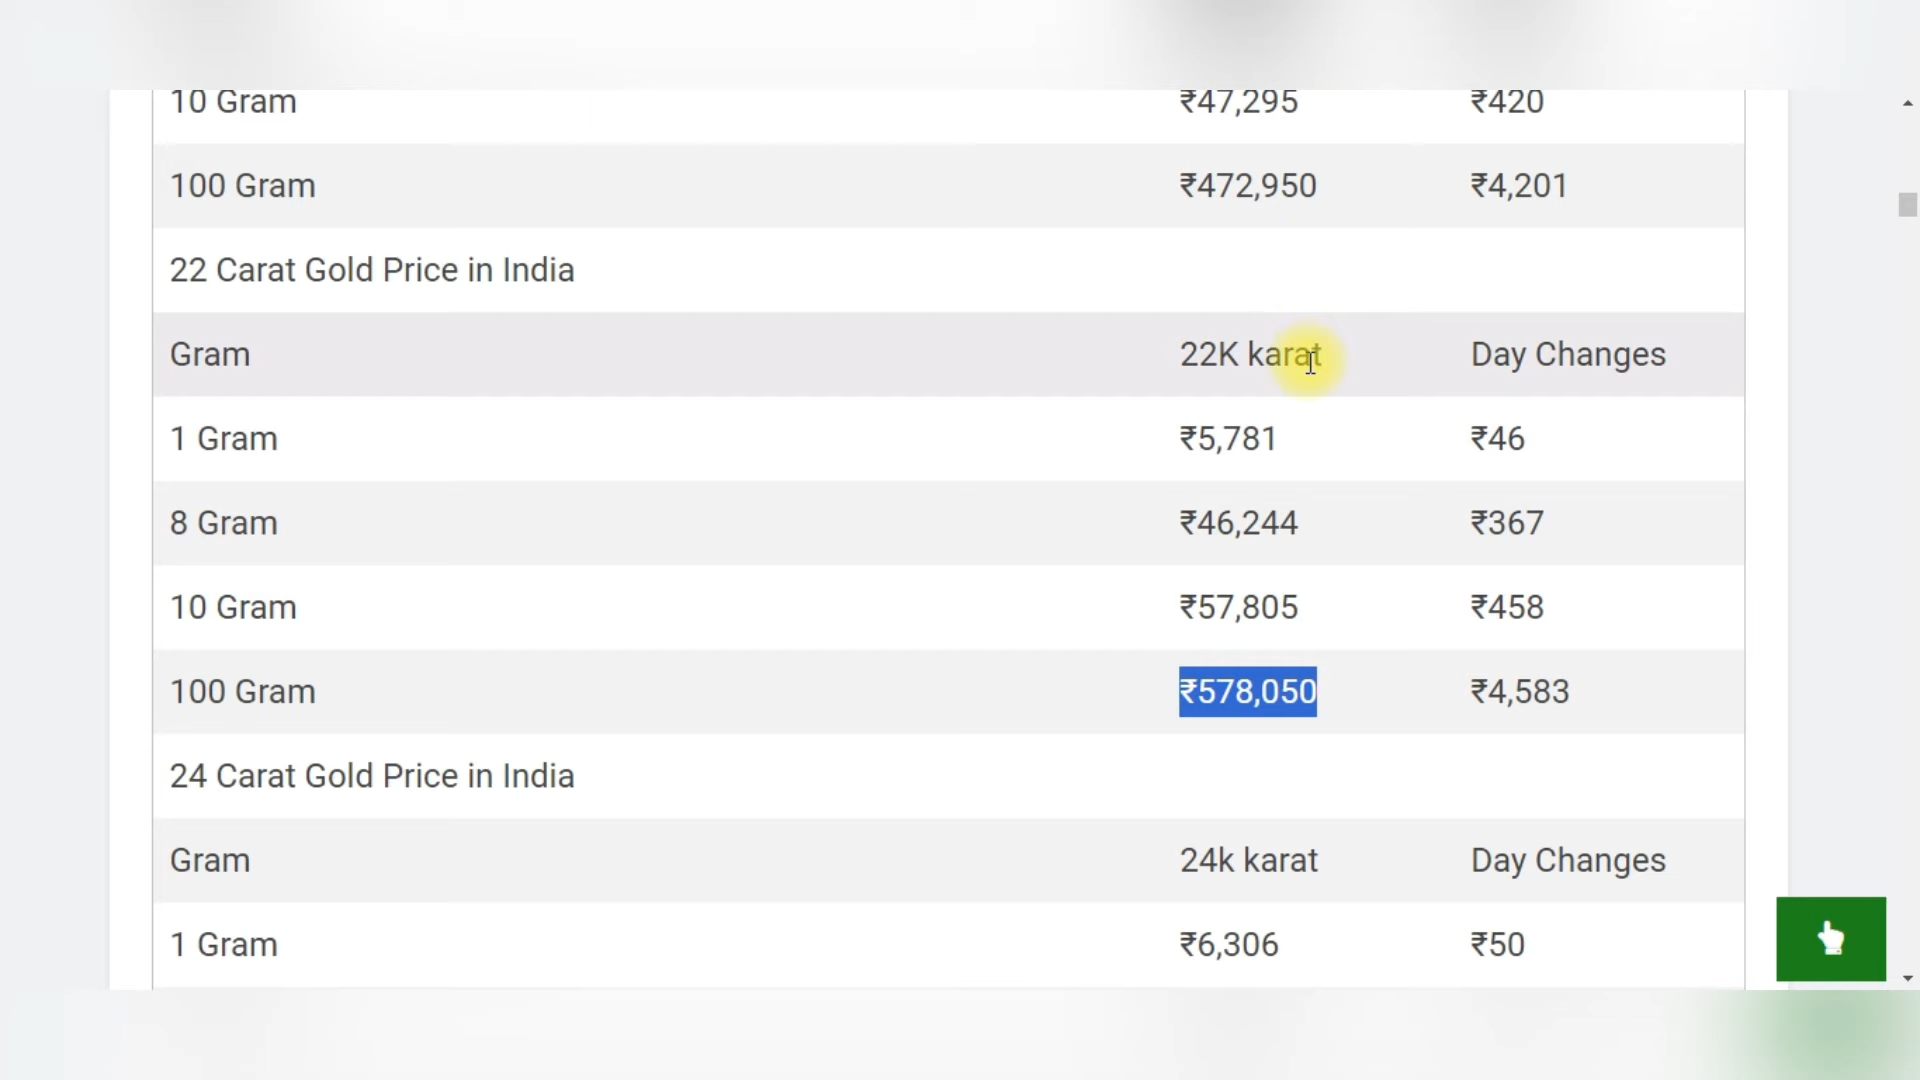 10 Gram ₹47,295 ₹420
100 Gram ₹472,950 ₹4,201
22 Carat Gold Price in India
Gram 22K karat Day Changes
1 Gram ₹5,781 ₹46
8 Gram ₹46,244 ₹367
10 Gram ₹57,805 ₹458
100 Gram ₹578,050 ₹4,583
24 Carat Gold Price in India
Gram 24k karat Day Changes
1 Gram ₹6,306 ₹50